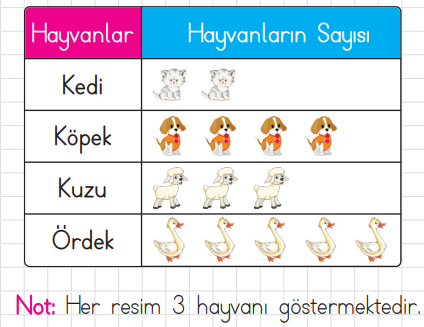 Hayvanlar Hayvanların Sayısı
Kedi
Köpek
Kuzu
Ördek
Not: Her resim 3 hayvanı göstermektedir.